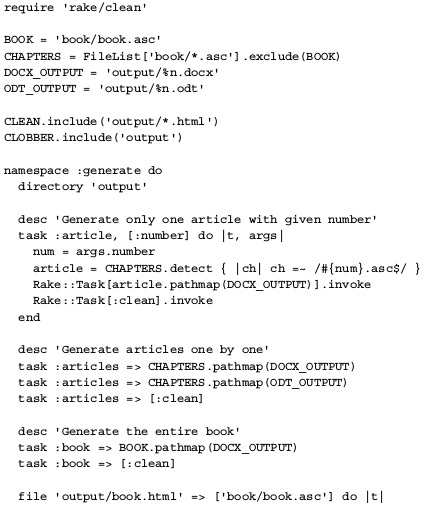 require 'rake/clean'

BOOK = 'book/book.asc'
CHAPTERS = FileList['book/*.asc'].exclude(BOOK)
DOCX_OUTPUT = 'output/%n.docx'
ODT_OUTPUT = 'output/%n.odt'

CLEAN.include('output/*.html')
CLOBBER.include('output')

namespace :generate do
  directory 'output'

  desc 'Generate only one article with given number'
  task :article, [:number] do |t, args|
    num = args.number
    article = CHAPTERS.detect { |ch| ch =~ /#{num}.asc$/ }
    Rake::Task[article.pathmap(DOCX_OUTPUT)].invoke
    Rake::Task[:clean].invoke
  end

  desc 'Generate articles one by one'
  task :articles => CHAPTERS.pathmap(DOCX_OUTPUT)
  task :articles => CHAPTERS.pathmap(ODT_OUTPUT)
  task :articles => [:clean]

  desc 'Generate the entire book'
  task :book => BOOK.pathmap(DOCX_OUTPUT)
  task :book => [:clean]

  file 'output/book.html' => ['book/book.asc'] do |t|